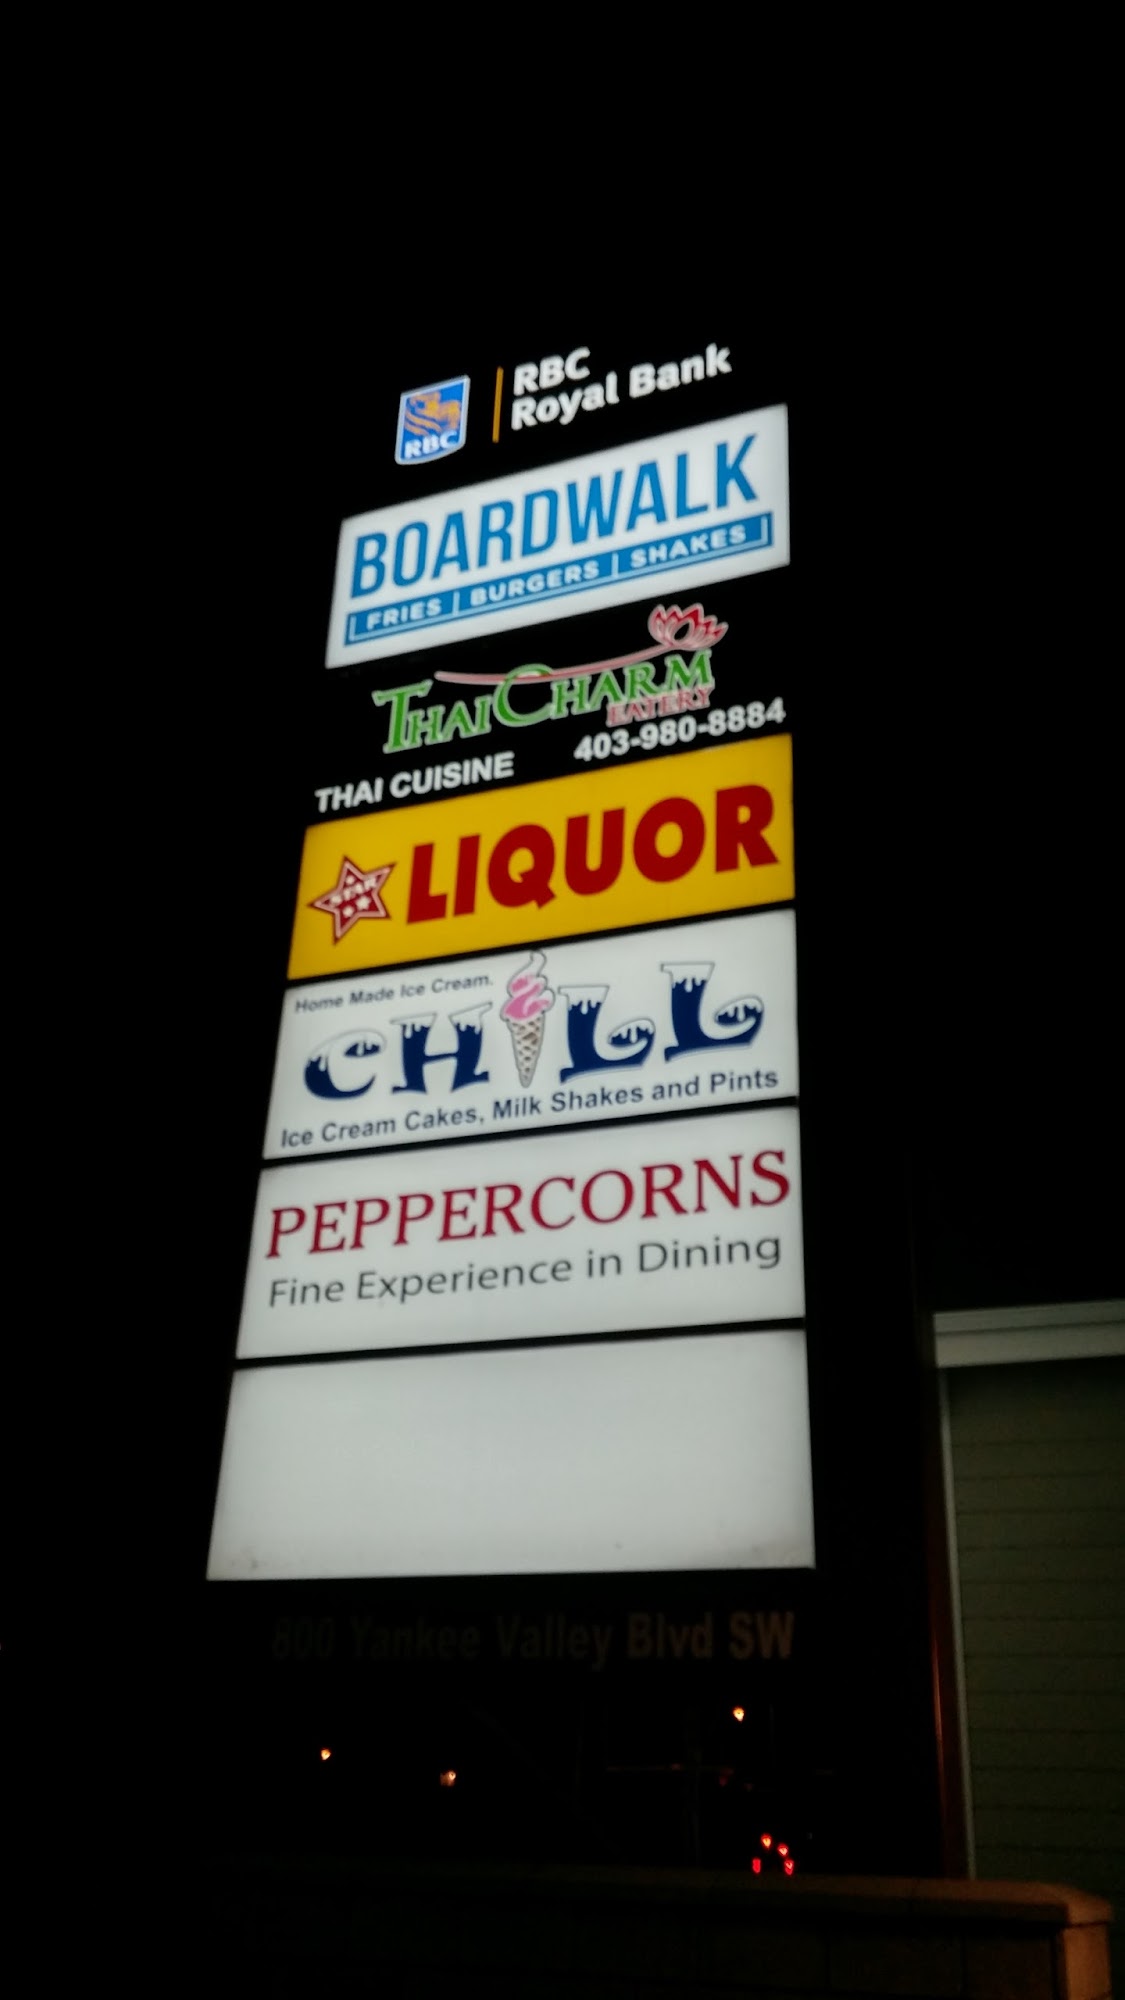 RBC
RBC
Royal Bank
BOARDWALK
FRIES | BURGERS | SHAKES
THAI CHARM
EATERY
THAI CUISINE 403-980-8884
STAR
LIQUOR
Home Made Ice Cream.
CHILL
Ice Cream Cakes, Milk Shakes and Pints
PEPPERCORNS
Fine Experience in Dining
800 Yankee Valley Blvd SW